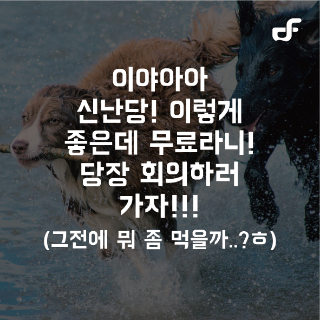 이야아아
신난당! 이렇게
좋은데 무료라니!
당장 회의하러
가자!!!
(그전에 뭐 좀 먹을까..?ㅎ)